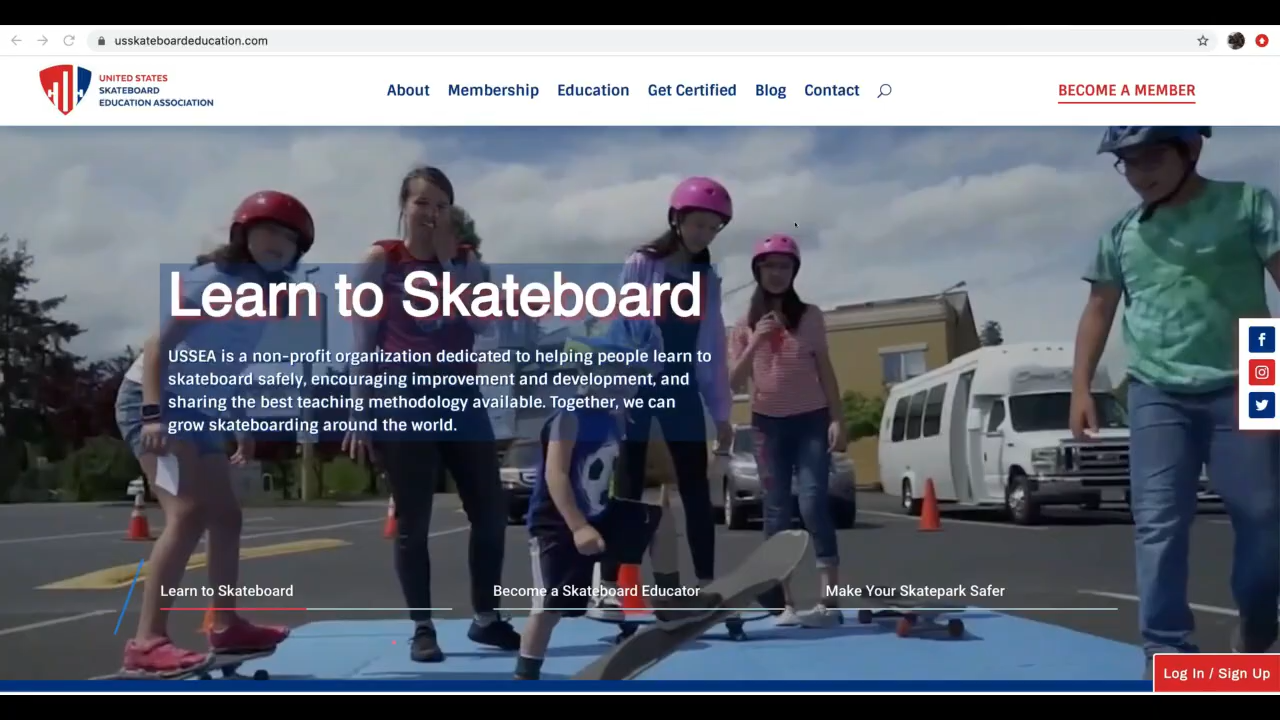 usskateboardeducation.com
UNITED STATES
SKATEBOARD
EDUCATION ASSOCIATION
About Membership Education Get Certified Blog Contact
BECOME A MEMBER
Learn to Skateboard
USSEA is a non-profit organization dedicated to helping people learn to
skateboard safely, encouraging improvement and development, and
sharing the best teaching methodology available. Together, we can
grow skateboarding around the world.
Learn to Skateboard
Become a Skateboard Educator
Make Your Skatepark Safer
Log In / Sign Up